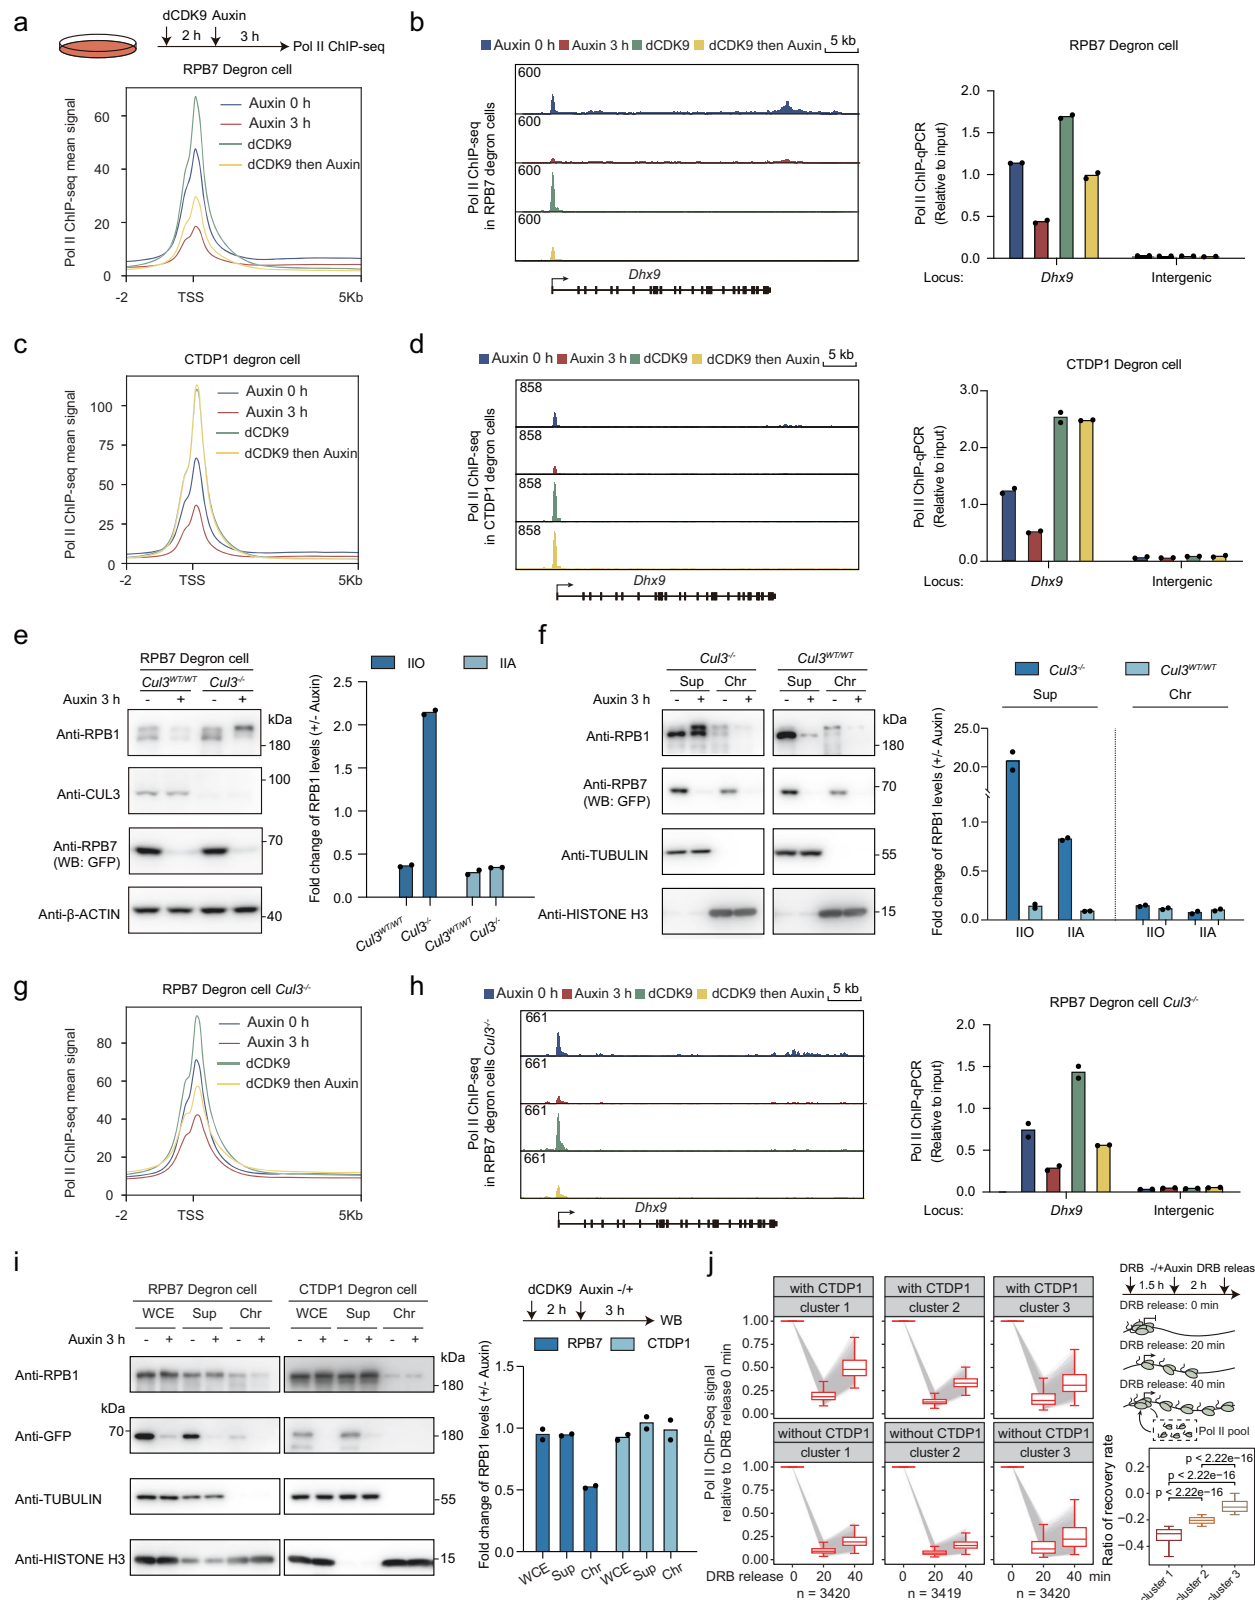 a
dCDK9 Auxin
2 h
3 h
Pol II ChIP-seq
RPB7 Degron cell
Pol II ChIP-seq mean signal
60
40
20
0
-2
TSS
5Kb
Auxin 0 h
Auxin 3 h
dCDK9
dCDK9 then Auxin
b
Auxin 0 h
Auxin 3 h
dCDK9
dCDK9 then Auxin
5 kb
Pol II ChIP-seq
in RPB7 degron cells
600
600
600
600
Dhx9
RPB7 Degron cell
Pol II ChIP-qPCR
(Relative to input)
2.0
1.5
1.0
0.5
0.0
Locus:
Dhx9
Intergenic
c
CTDP1 degron cell
Pol II ChIP-seq mean signal
100
75
50
25
0
-2
TSS
5Kb
Auxin 0 h
Auxin 3 h
dCDK9
dCDK9 then Auxin
d
Auxin 0 h
Auxin 3 h
dCDK9
dCDK9 then Auxin
5 kb
Pol II ChIP-seq
in CTDP1 degron cells
858
858
858
858
Dhx9
CTDP1 Degron cell
Pol II ChIP-qPCR
(Relative to input)
3.0
2.0
1.0
0.0
Locus:
Dhx9
Intergenic
e
RPB7 Degron cell
Cul3WT/WT Cul3-/-
Auxin 3 h - + - +
kDa
Anti-RPB1
180
Anti-CUL3
100
Anti-RPB7
(WB: GFP)
70
Anti-β-ACTIN
40
IIO
IIA
Fold change of RPB1 levels (+/- Auxin)
2.5
2.0
1.5
1.0
0.5
0.0
Cul3WT/WT
Cul3-/-
Cul3WT/WT
Cul3-/-
f
Cul3-/- Cul3WT/WT
Sup Chr Sup Chr
Auxin 3 h - + - + - + - +
kDa
Anti-RPB1
180
Anti-RPB7
(WB: GFP)
70
Anti-TUBULIN
55
Anti-HISTONE H3
15
Cul3-/-
Cul3WT/WT
Sup
Chr
Fold change of RPB1 levels (+/- Auxin)
25.0
20.0
1.0
0.0
IIO
IIA
IIO
IIA
g
RPB7 Degron cell Cul3-/-
Pol II ChIP-seq mean signal
80
60
40
20
0
-2
TSS
5Kb
Auxin 0 h
Auxin 3 h
dCDK9
dCDK9 then Auxin
h
Auxin 0 h
Auxin 3 h
dCDK9
dCDK9 then Auxin
5 kb
Pol II ChIP-seq
in RPB7 degron cells Cul3-/-
661
661
661
661
Dhx9
RPB7 Degron cell Cul3-/-
Pol II ChIP-qPCR
(Relative to input)
2.0
1.5
1.0
0.5
0.0
Locus:
Dhx9
Intergenic
i
RPB7 Degron cell
CTDP1 Degron cell
WCE Sup Chr WCE Sup Chr
Auxin 3 h - + - + - + - + - + - +
kDa
Anti-RPB1
180
kDa
70
Anti-GFP
180
Anti-TUBULIN
55
Anti-HISTONE H3
15
dCDK9 Auxin -/+
2 h
3 h
WB
RPB7
CTDP1
Fold change of RPB1 levels (+/- Auxin)
1.5
1.0
0.5
0.0
WCE
Sup
Chr
WCE
Sup
Chr
j
Pol II ChIP-Seq signal
relative to DRB release 0 min
with CTDP1
cluster 1
with CTDP1
cluster 2
with CTDP1
cluster 3
1.00
0.75
0.50
0.25
0.00
without CTDP1
cluster 1
without CTDP1
cluster 2
without CTDP1
cluster 3
1.00
0.75
0.50
0.25
0.00
DRB release 0 20 40 0 20 40 0 20 40 min
n = 3420
n = 3419
n = 3420
DRB -/+Auxin DRB releas
1.5 h
2 h
DRB release: 0 min
DRB release: 20 min
DRB release: 40 min
Pol II pool
Ratio of recovery rate
0.2
0.0
−0.2
−0.4
p < 2.22e−16
p < 2.22e−16
p < 2.22e−16
cluster 1
cluster 2
cluster 3